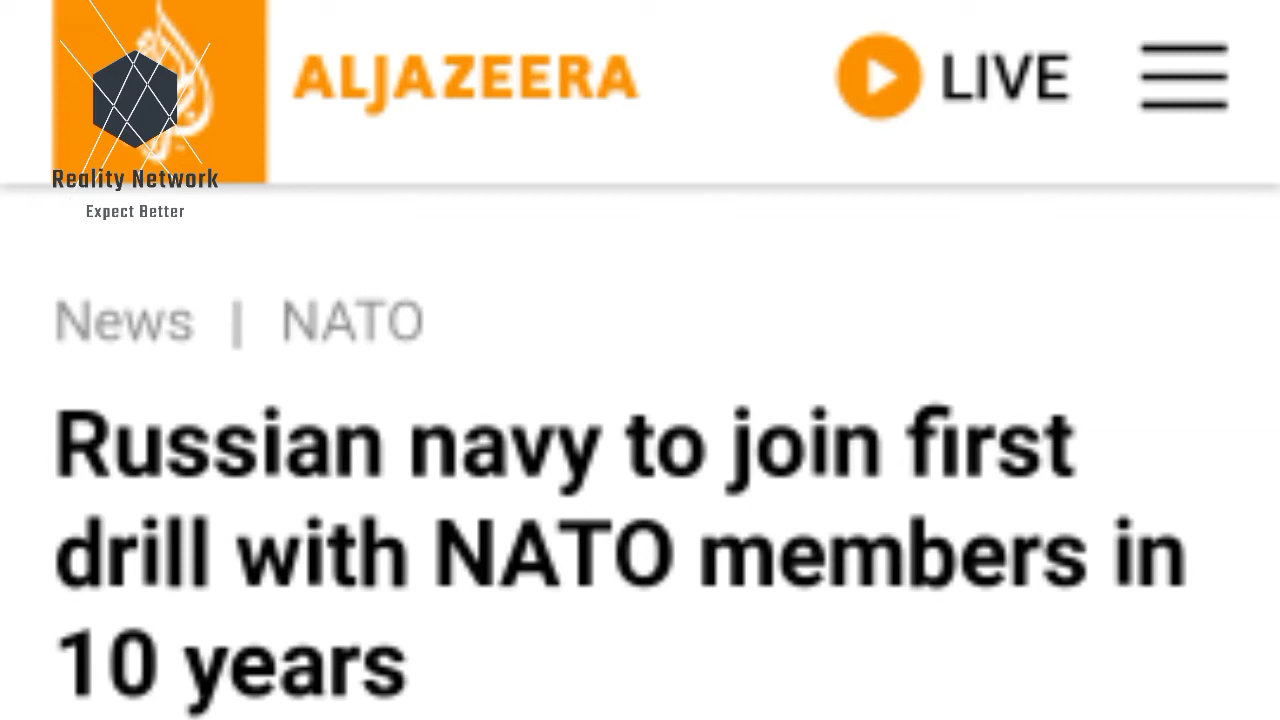 ALJAZEERA
LIVE
Reality Network
Expect Better
News | NATO
Russian navy to join first
drill with NATO members in
10 years